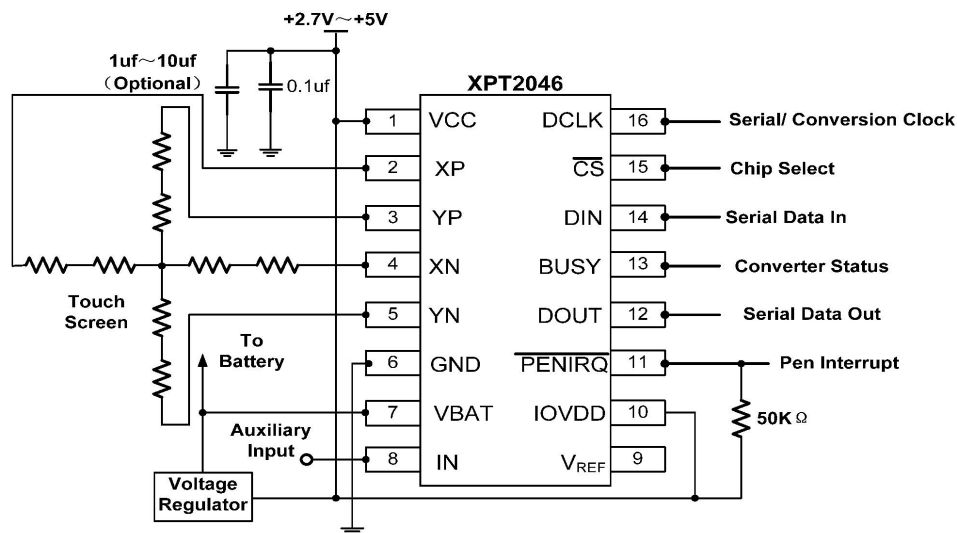 +2.7V～+5V
1uf～10uf
（Optional）
0.1uf
XPT2046
1 VCC DCLK 16 Serial/ Conversion Clock
2 XP CS 15 Chip Select
3 YP DIN 14 Serial Data In
4 XN BUSY 13 Converter Status
Touch
Screen
5 YN DOUT 12 Serial Data Out
To
Battery
6 GND PENIRQ 11 Pen Interrupt
7 VBAT IOVDD 10 50KΩ
Auxiliary
Input
8 IN VREF 9
Voltage
Regulator